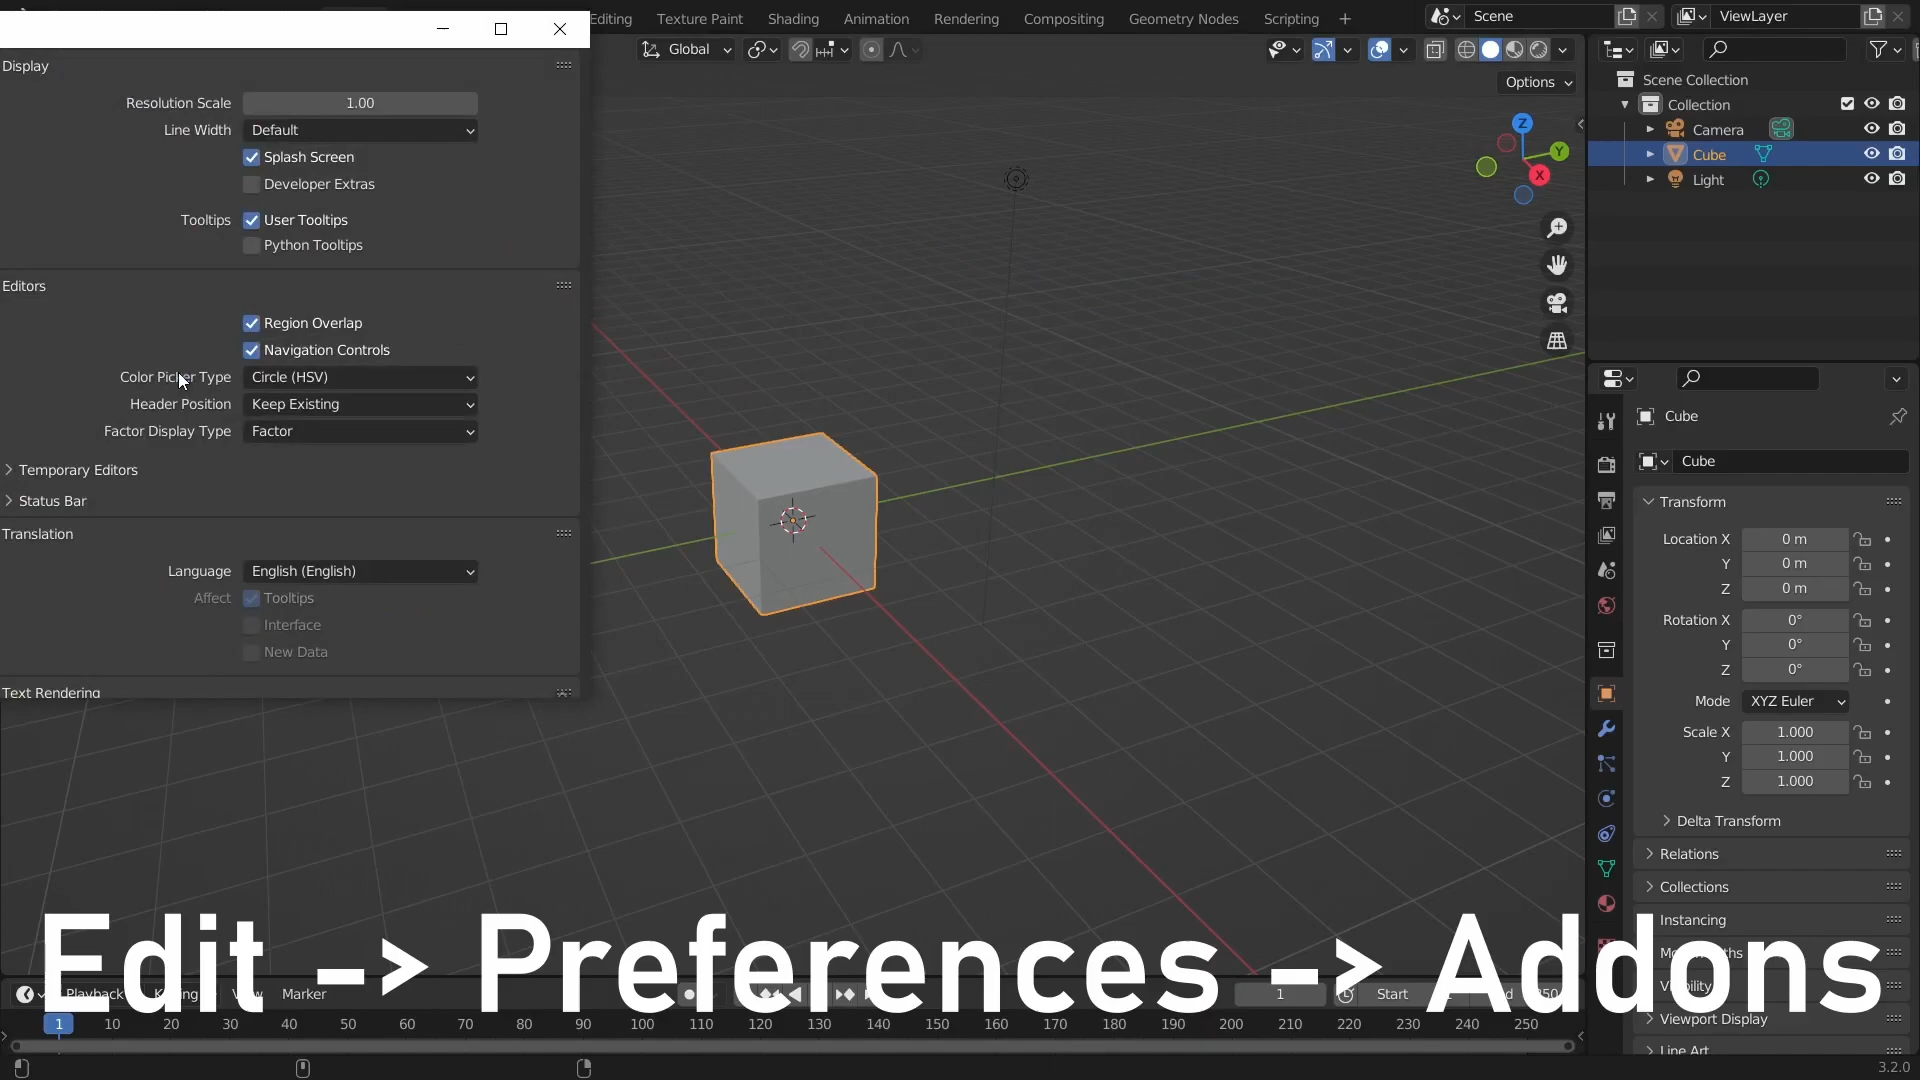 Editing Texture Paint Shading Animation Rendering Compositing Geometry Nodes Scripting + Scene ViewLayer
Global
Options
Z
Y
X
Scene Collection
Collection
Camera
Cube
Light
Display
Resolution Scale 1.00
Line Width Default
Splash Screen
Developer Extras
Tooltips User Tooltips
Python Tooltips
Editors
Region Overlap
Navigation Controls
Color Picker Type Circle (HSV)
Header Position Keep Existing
Factor Display Type Factor
Temporary Editors
Status Bar
Translation
Language English (English)
Affect Tooltips
Interface
New Data
Text Rendering
Cube
Cube
Transform
Location X 0 m
Y 0 m
Z 0 m
Rotation X 0°
Y 0°
Z 0°
Mode XYZ Euler
Scale X 1.000
Y 1.000
Z 1.000
Delta Transform
Relations
Collections
Instancing
Visibility
Viewport Display
Line Art
Edit -> Preferences -> Addons
Playback View Marker 1 Start
1 10 20 30 40 50 60 70 80 90 100 110 120 130 140 150 160 170 180 190 200 210 220 230 240 250
3.2.0